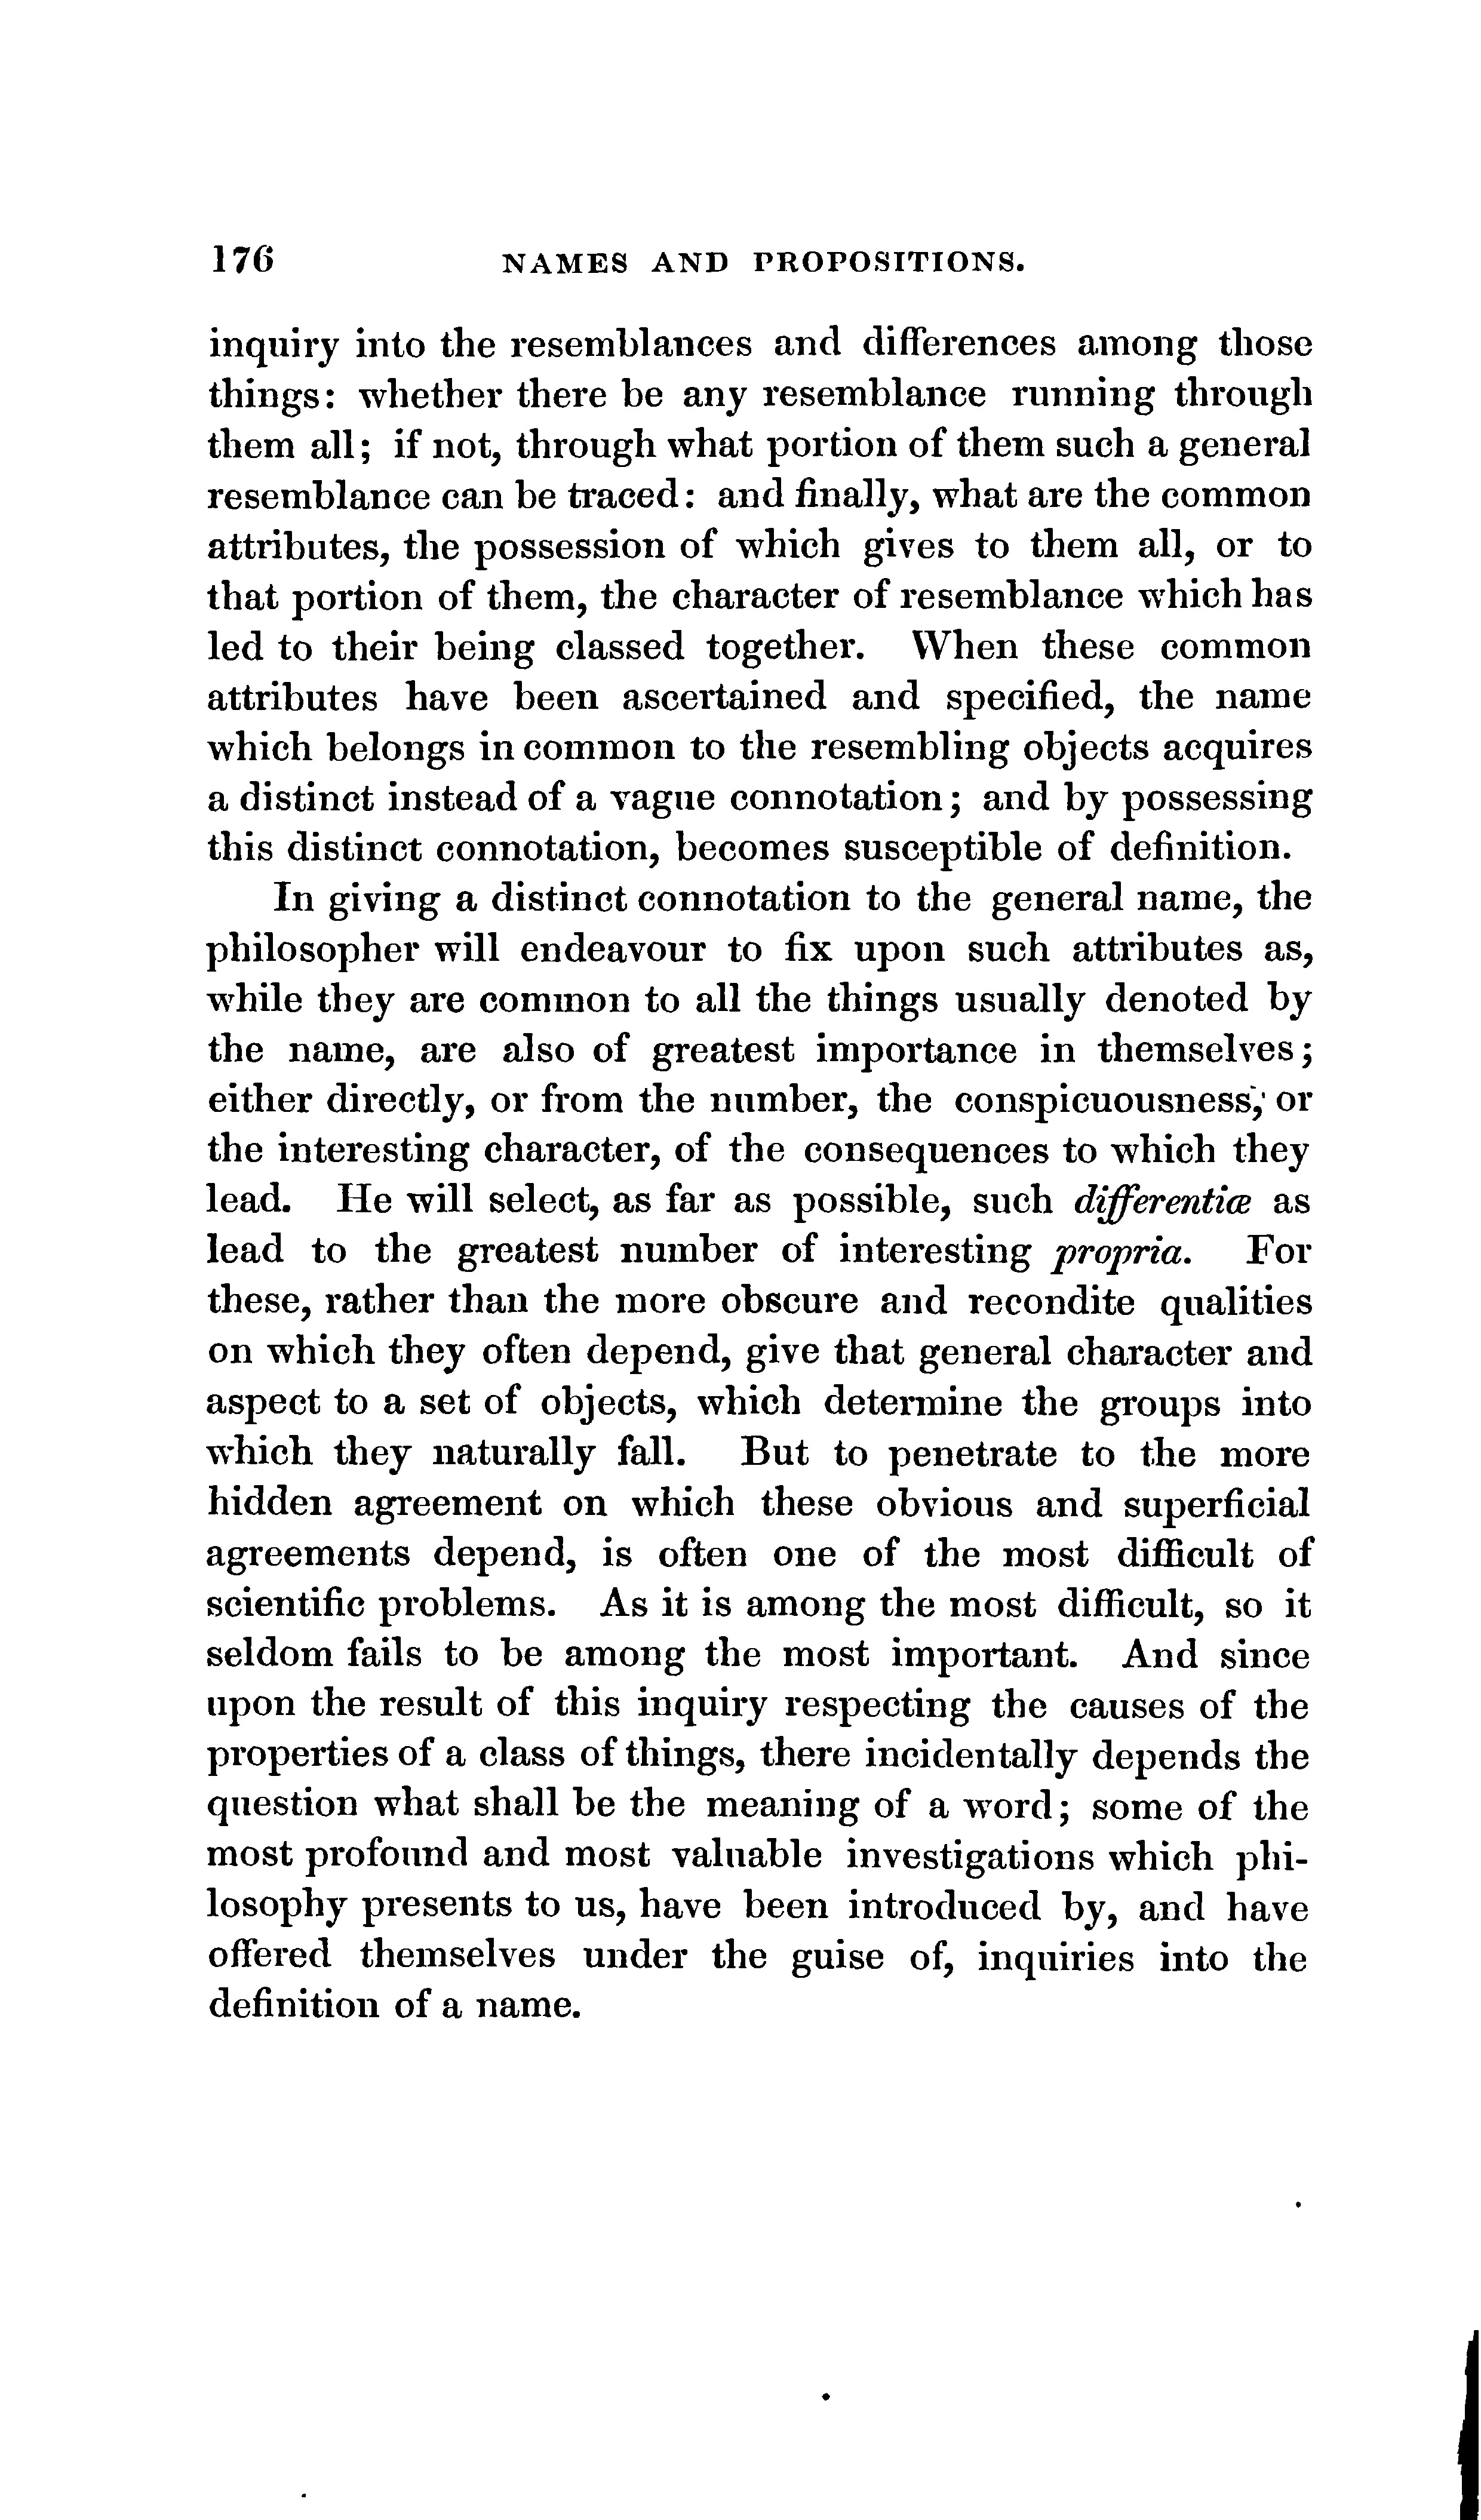 176 NAMES AND PROPOSITIONS.
inquiry into the resemblances and differences among those
things: whether there be any resemblance running through
them all; if not, through what portion of them such a general
resemblance can be traced: and finally, what are the common
attributes, the possession of which gives to them all, or to
that portion of them, the character of resemblance which has
led to their being classed together. When these common
attributes have been ascertained and specified, the name
which belongs in common to the resembling objects acquires
a distinct instead of a vague connotation; and by possessing
this distinct connotation, becomes susceptible of definition.
In giving a distinct connotation to the general name, the
philosopher will endeavour to fix upon such attributes as,
while they are common to all the things usually denoted by
the name, are also of greatest importance in themselves;
either directly, or from the number, the conspicuousness, or
the interesting character, of the consequences to which they
lead. He will select, as far as possible, such differentiæ as
lead to the greatest number of interesting propria. For
these, rather than the more obscure and recondite qualities
on which they often depend, give that general character and
aspect to a set of objects, which determine the groups into
which they naturally fall. But to penetrate to the more
hidden agreement on which these obvious and superficial
agreements depend, is often one of the most difficult of
scientific problems. As it is among the most difficult, so it
seldom fails to be among the most important. And since
upon the result of this inquiry respecting the causes of the
properties of a class of things, there incidentally depends the
question what shall be the meaning of a word; some of the
most profound and most valuable investigations which phi-
losophy presents to us, have been introduced by, and have
offered themselves under the guise of, inquiries into the
definition of a name.